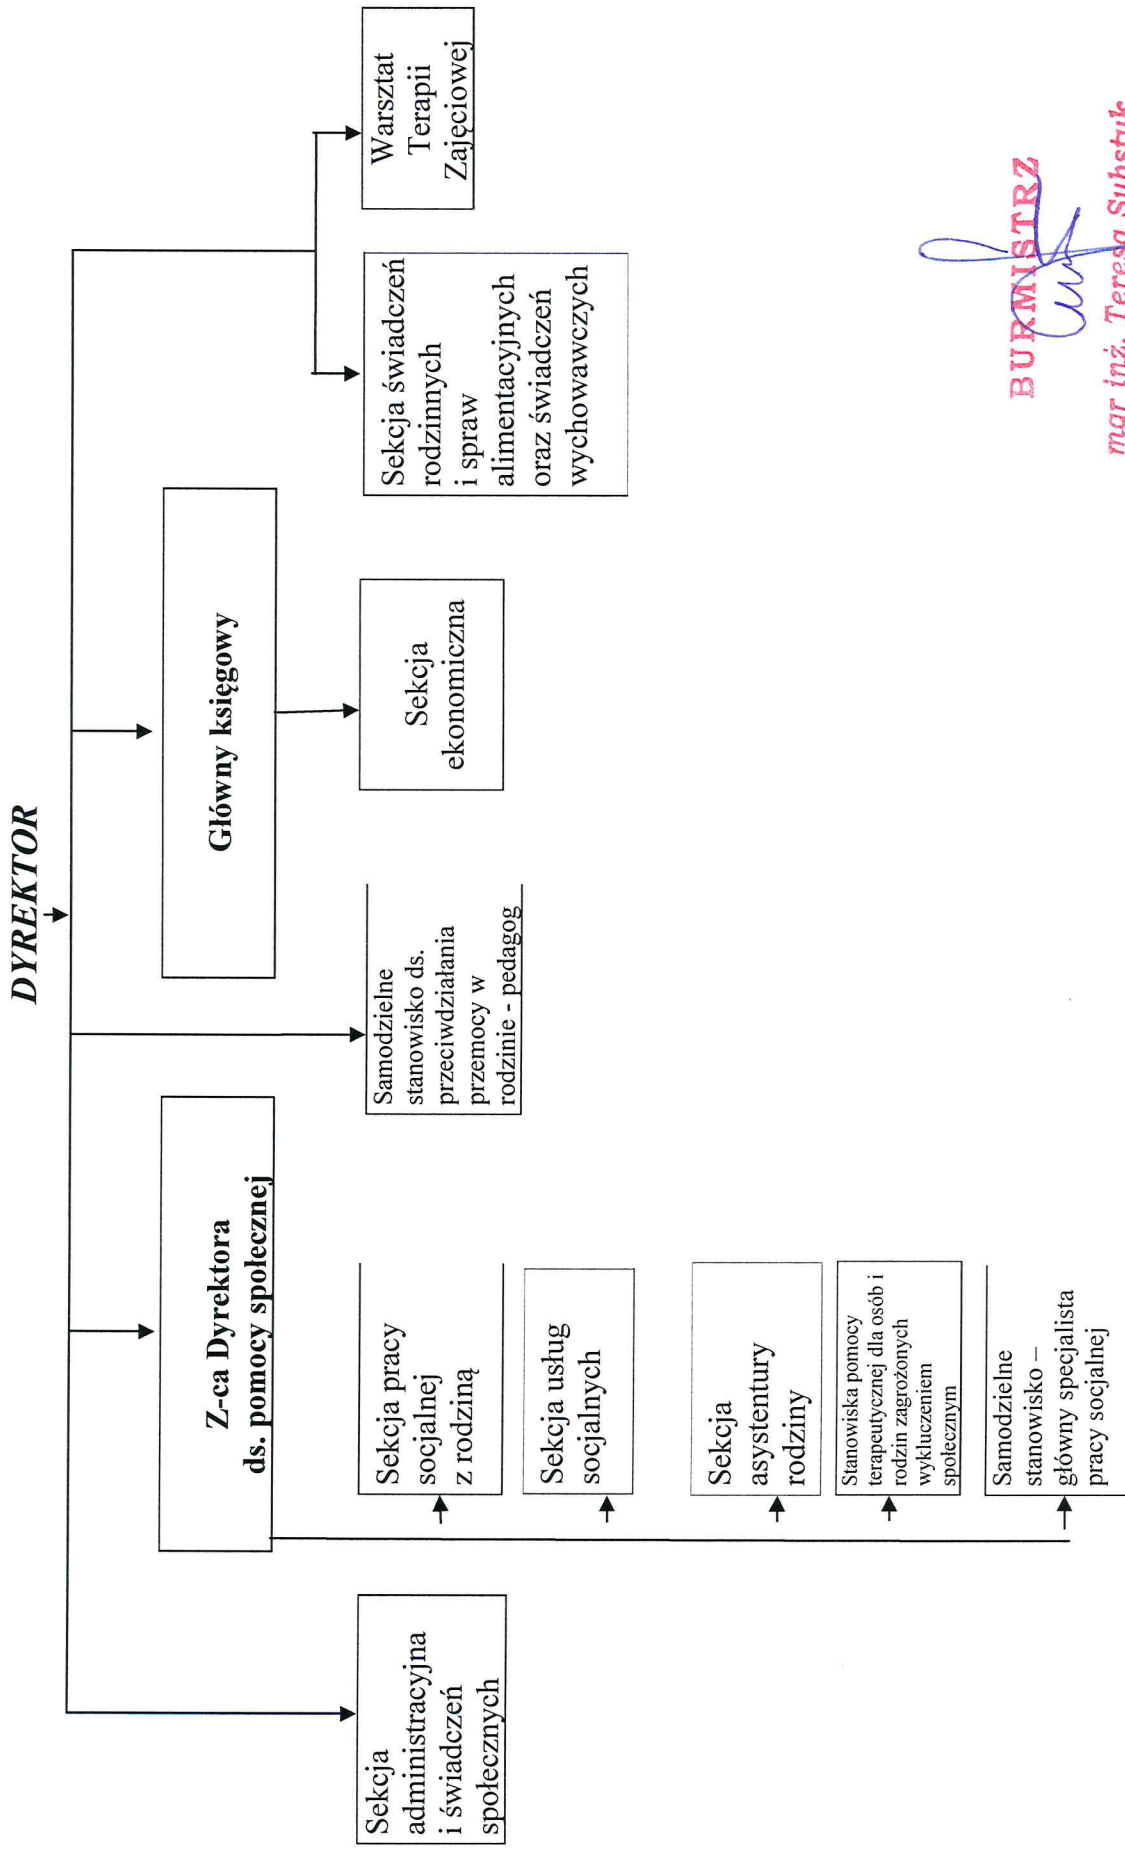 DYREKTOR
Z-ca Dyrektora
ds. pomocy społecznej
Główny księgowy
Sekcja
administracyjna
i świadczeń
społecznych
Sekcja pracy
socjalnej
z rodziną
Sekcja usług
socjalnych
Sekcja
asystentury
rodziny
Stanowiska pomocy
terapeutycznej dla osób i
rodzin zagrożonych
wykluczeniem
społecznym
Samodzielne
stanowisko –
główny specjalista
pracy socjalnej
Samodzielne
stanowisko ds.
przeciwdziałania
przemocy w
rodzinie - pedagog
Sekcja
ekonomiczna
Sekcja świadczeń
rodzinnych
i spraw
alimentacyjnych
oraz świadczeń
wychowawczych
Warsztat
Terapii
Zajęciowej
BURMISTRZ
mgr inż. Teresa